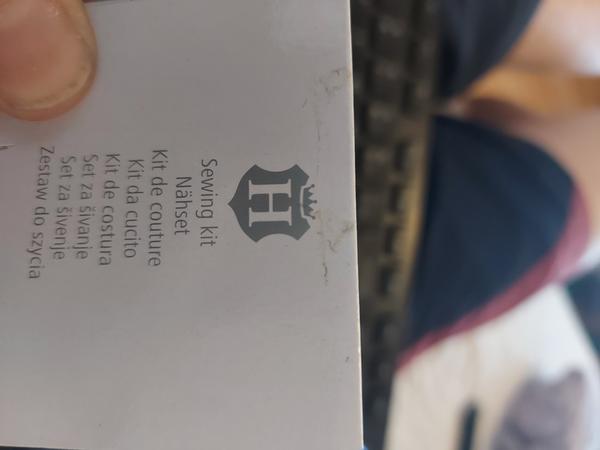 H
Sewing kit
Nähset
Kit de couture
Kit da cucito
Kit de costura
Set za šivanje
Set za šivenje
Zestaw do szycia